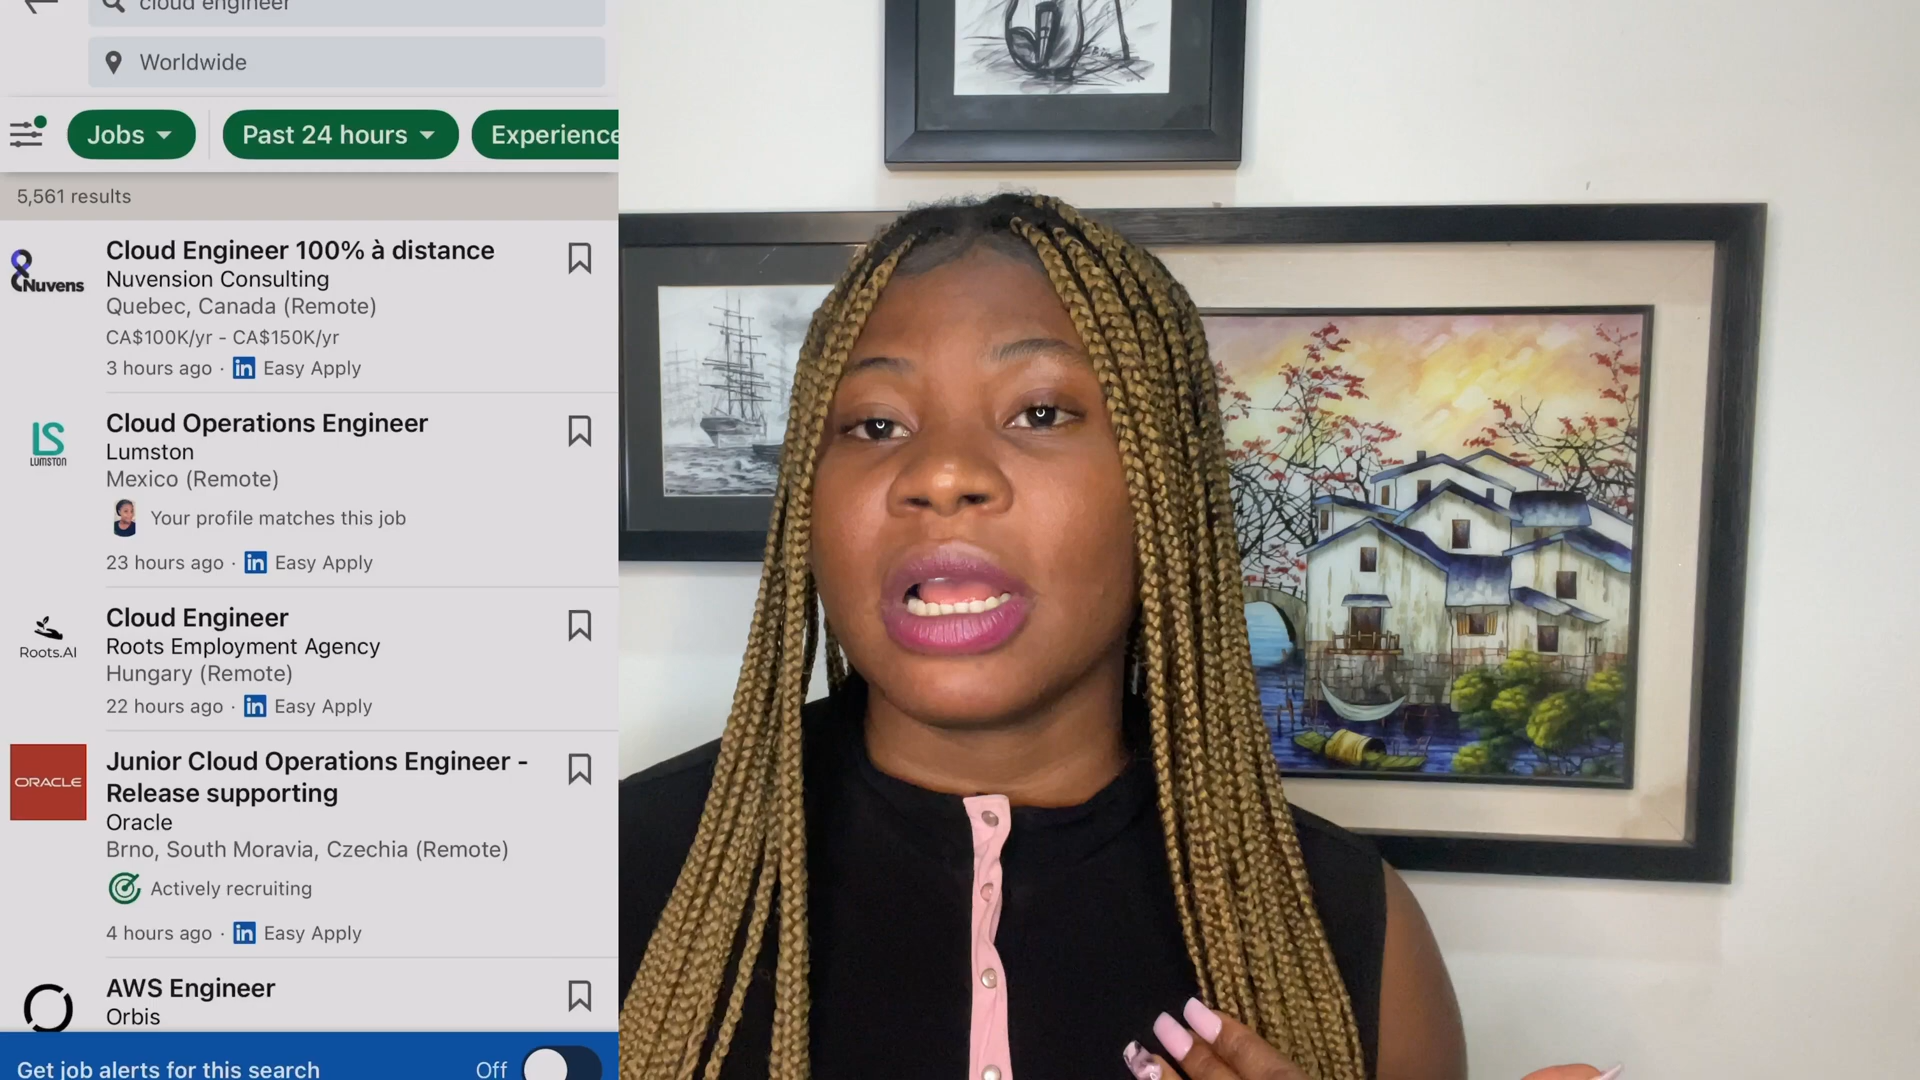 cloud engineer
Worldwide
Jobs
Past 24 hours
Experience
5,561 results
Nuvens
Cloud Engineer 100% à distance
Nuvension Consulting
Quebec, Canada (Remote)
CA$100K/yr - CA$150K/yr
3 hours ago · in Easy Apply
LS
LUMSTON
Cloud Operations Engineer
Lumston
Mexico (Remote)
Your profile matches this job
23 hours ago · in Easy Apply
Roots.AI
Cloud Engineer
Roots Employment Agency
Hungary (Remote)
22 hours ago · in Easy Apply
ORACLE
Junior Cloud Operations Engineer -
Release supporting
Oracle
Brno, South Moravia, Czechia (Remote)
Actively recruiting
4 hours ago · in Easy Apply
AWS Engineer
Orbis
Get job alerts for this search
Off